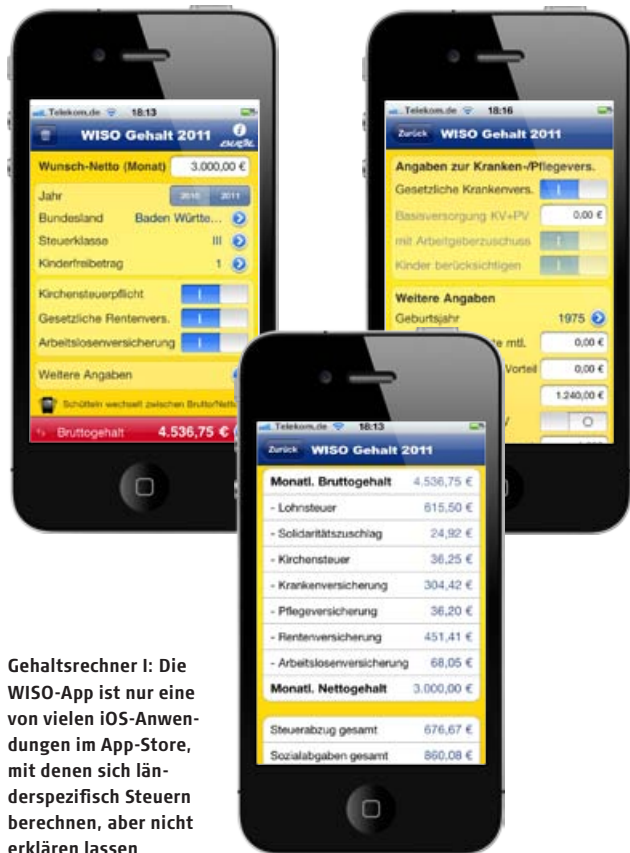 Telekom.de 18:13
WISO Gehalt 2011
Wunsch-Netto (Monat) 3.000,00 €
Jahr 2010 2011
Bundesland Baden Württe...
Steuerklasse III
Kinderfreibetrag 1
Kirchensteuerpflicht
Gesetzliche Rentenvers.
Arbeitslosenversicherung
Weitere Angaben
Schütteln wechselt zwischen Brutto/Netto
Bruttogehalt 4.536,75 €
Telekom.de 18:16
Zurück WISO Gehalt 2011
Angaben zur Kranken-/Pflegevers.
Gesetzliche Krankenvers.
Basisversorgung KV+PV 0,00 €
mit Arbeitgeberzuschuss
Kinder berücksichtigen
Weitere Angaben
Geburtsjahr 1975
te mtl. 0,00 €
Vorteil 0,00 €
1.240,00 €
Telekom.de 18:13
Zurück WISO Gehalt 2011
Monatl. Bruttogehalt 4.536,75 €
- Lohnsteuer 615,50 €
- Solidaritätszuschlag 24,92 €
- Kirchensteuer 36,25 €
- Krankenversicherung 304,42 €
- Pflegeversicherung 36,20 €
- Rentenversicherung 451,41 €
- Arbeitslosenversicherung 68,05 €
Monatl. Nettogehalt 3.000,00 €
Steuerabzug gesamt 676,67 €
Sozialabgaben gesamt 860,08 €
Gehaltsrechner I: Die
WISO-App ist nur eine
von vielen iOS-Anwen-
dungen im App-Store,
mit denen sich län-
derspezifisch Steuern
berechnen, aber nicht
erklären lassen